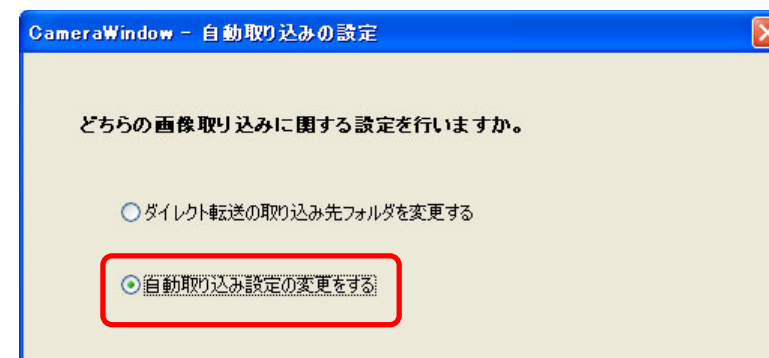 CameraWindow - 自動取り込みの設定
どちらの画像取り込みに関する設定を行いますか。
ダイレクト転送の取り込み先フォルダを変更する
自動取り込み設定の変更をする